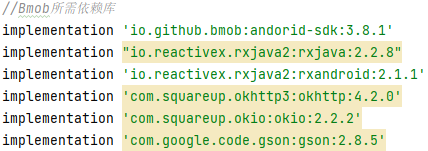 //Bmob所需依赖库
implementation 'io.github.bmob:andorid-sdk:3.8.1'
implementation "io.reactivex.rxjava2:rxjava:2.2.8"
implementation 'io.reactivex.rxjava2:rxandroid:2.1.1'
implementation 'com.squareup.okhttp3:okhttp:4.2.0'
implementation 'com.squareup.okio:okio:2.2.2'
implementation 'com.google.code.gson:gson:2.8.5'